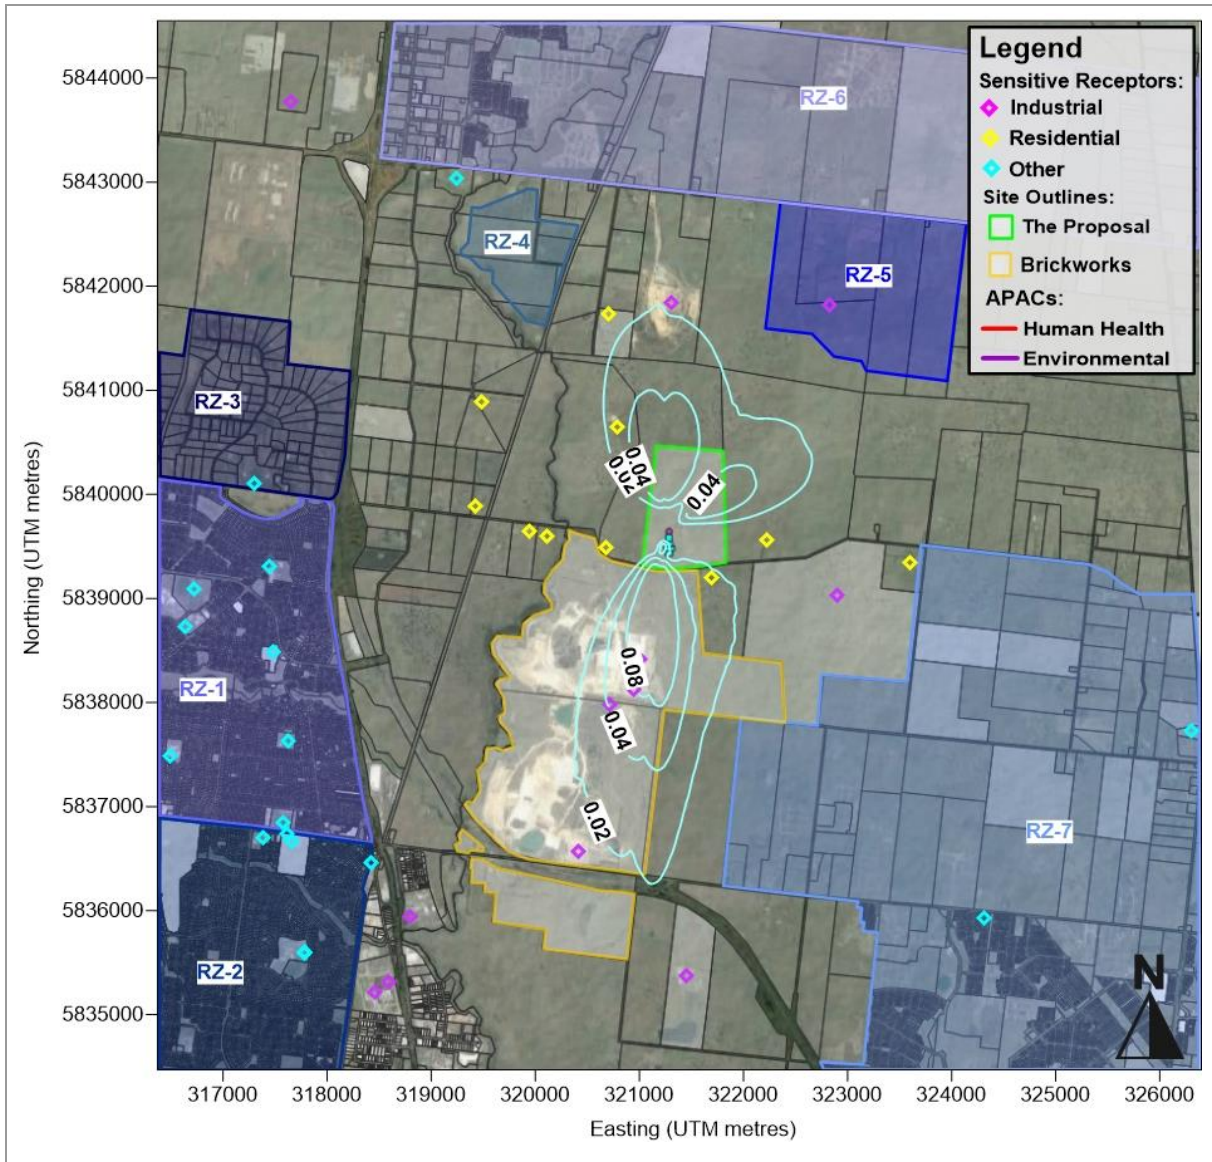 Legend
Sensitive Receptors:
Industrial
Residential
Other
Site Outlines:
The Proposal
Brickworks
APACs:
Human Health
Environmental
5844000
5843000
5842000
5841000
5840000
5839000
5838000
5837000
5836000
5835000
Northing (UTM metres)
RZ-6
RZ-4
RZ-5
RZ-3
0.04
0.02
0.04
RZ-1
0.08
0.04
0.02
RZ-7
RZ-2
N
317000 318000 319000 320000 321000 322000 323000 324000 325000 326000
Easting (UTM metres)